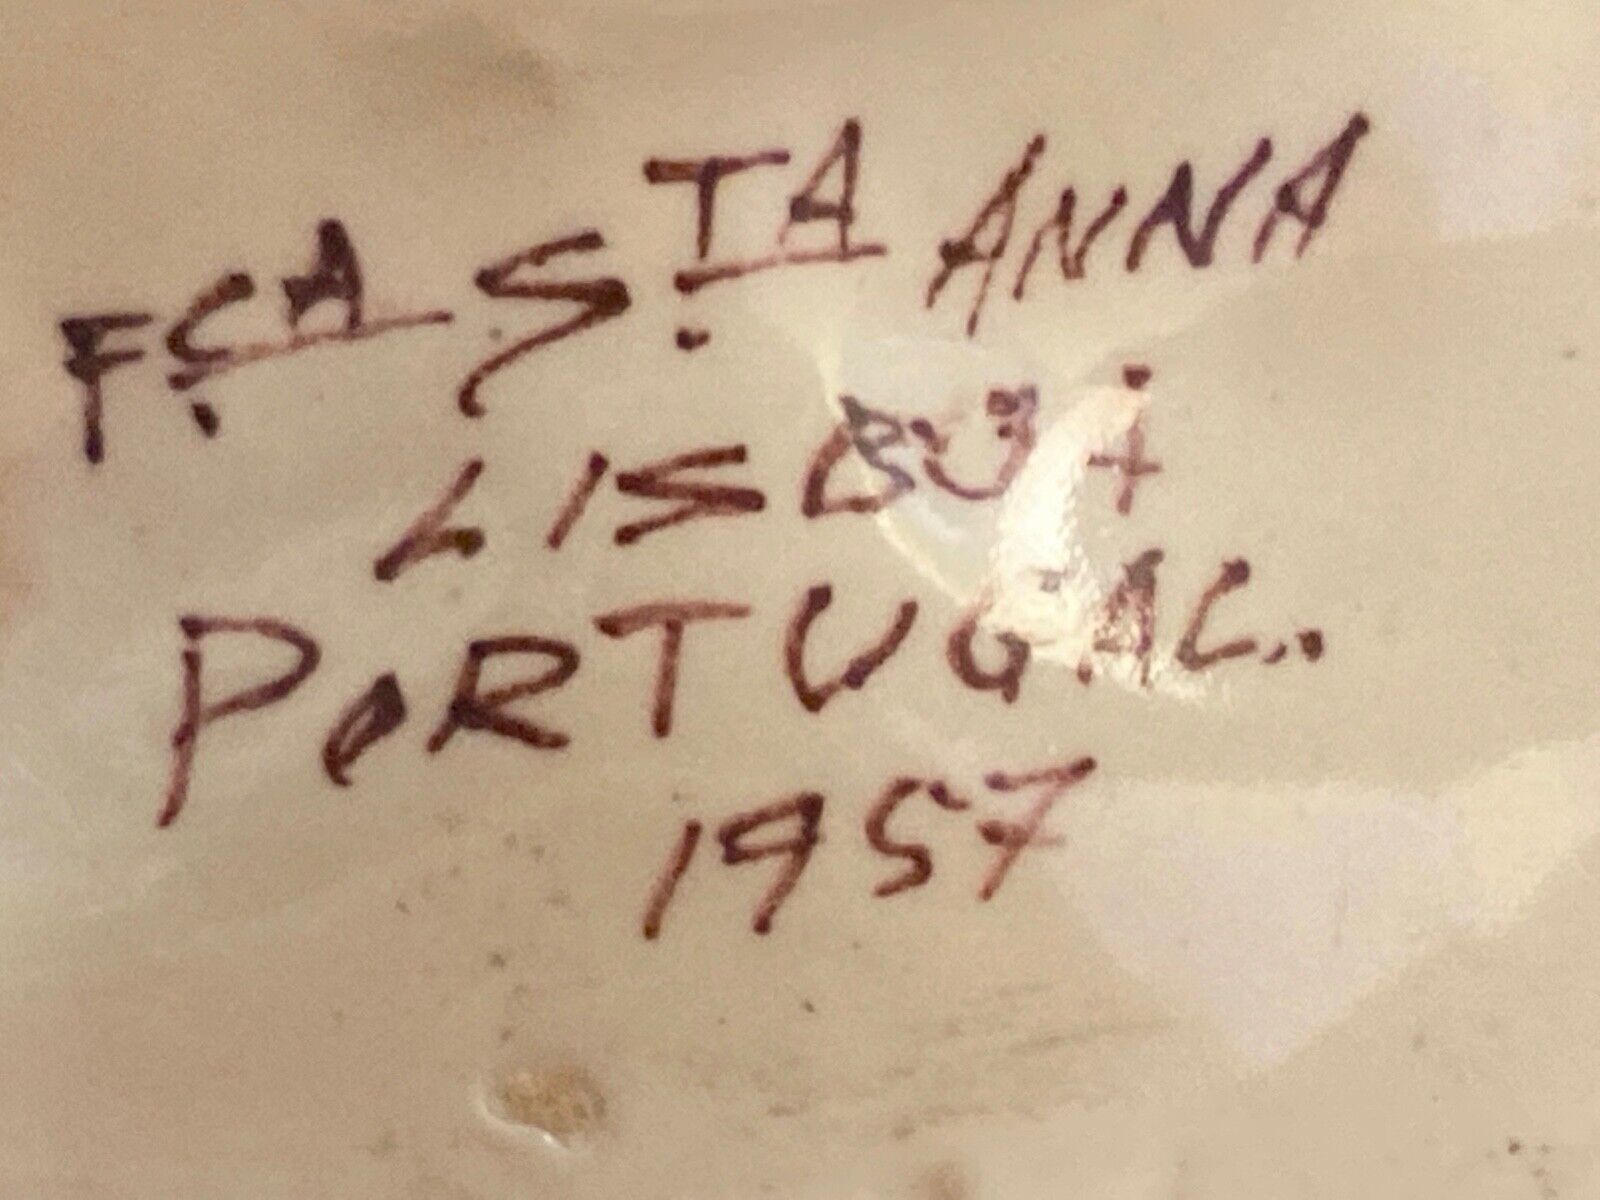 FCA STA ANNA
LISBOA
PORTUGAL.
1957